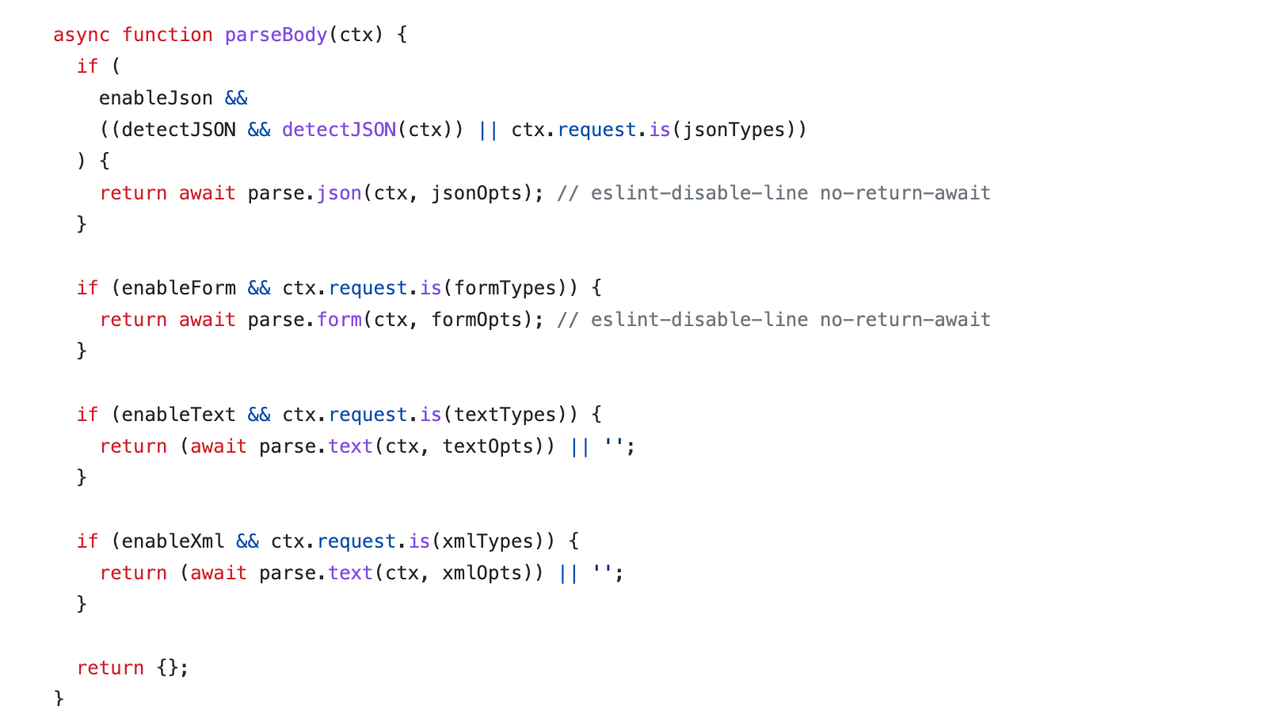 async function parseBody(ctx) {
  if (
    enableJson &&
    ((detectJSON && detectJSON(ctx)) || ctx.request.is(jsonTypes))
  ) {
    return await parse.json(ctx, jsonOpts); // eslint-disable-line no-return-await
  }

  if (enableForm && ctx.request.is(formTypes)) {
    return await parse.form(ctx, formOpts); // eslint-disable-line no-return-await
  }

  if (enableText && ctx.request.is(textTypes)) {
    return (await parse.text(ctx, textOpts)) || '';
  }

  if (enableXml && ctx.request.is(xmlTypes)) {
    return (await parse.text(ctx, xmlOpts)) || '';
  }

  return {};
}